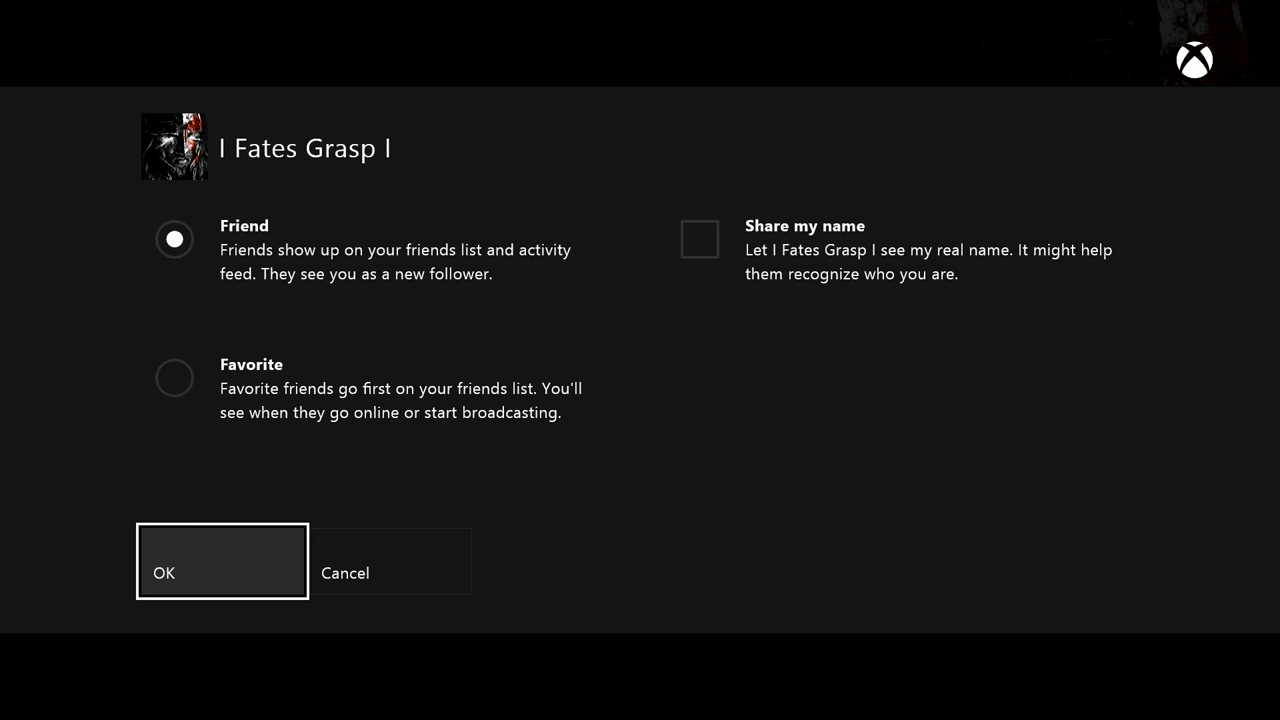 I Fates Grasp I
Friend
Friends show up on your friends list and activity
feed. They see you as a new follower.
Share my name
Let I Fates Grasp I see my real name. It might help
them recognize who you are.
Favorite
Favorite friends go first on your friends list. You'll
see when they go online or start broadcasting.
OK
Cancel